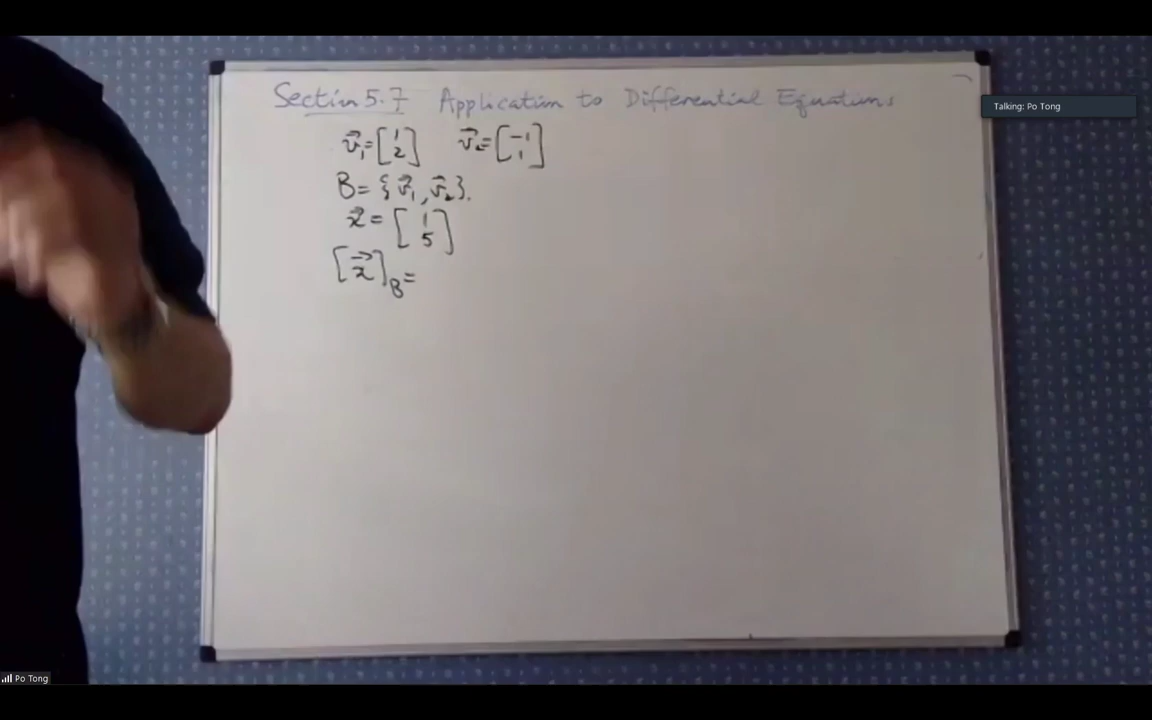 Section 5.7 Application to Differential Equations
v⃗₁ = [1 2] v⃗₂ = [-1 1]
B = {v⃗₁, v⃗₂}.
x⃗ = [1 5]
[x⃗]_B =
Talking: Po Tong
Po Tong